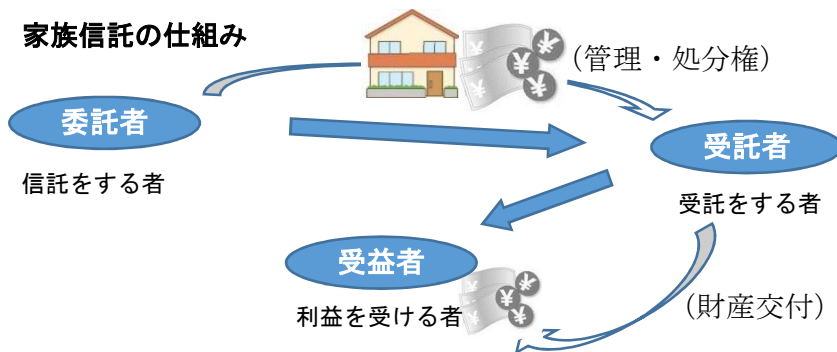 家族信託の仕組み
(管理・処分権)
委託者
信託をする者
受託者
受託をする者
受益者
利益を受ける者
(財産交付)